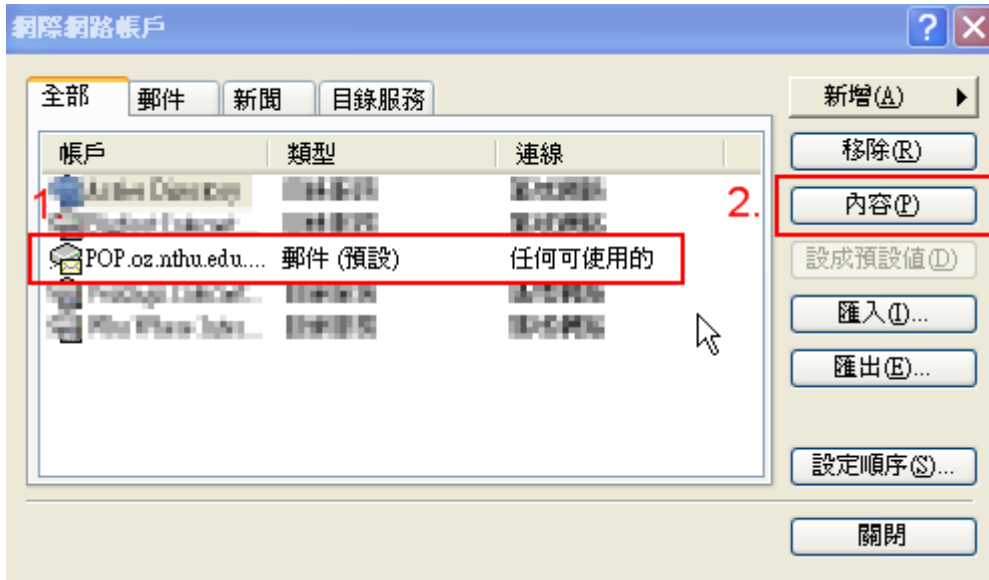 網際網路帳戶
全部 郵件 新聞 目錄服務
帳戶 類型 連線
1.
POP.oz.nthu.edu.... 郵件 (預設) 任何可使用的
2.
新增(A)
移除(R)
內容(P)
設成預設值(D)
匯入(I)...
匯出(E)...
設定順序(S)...
關閉